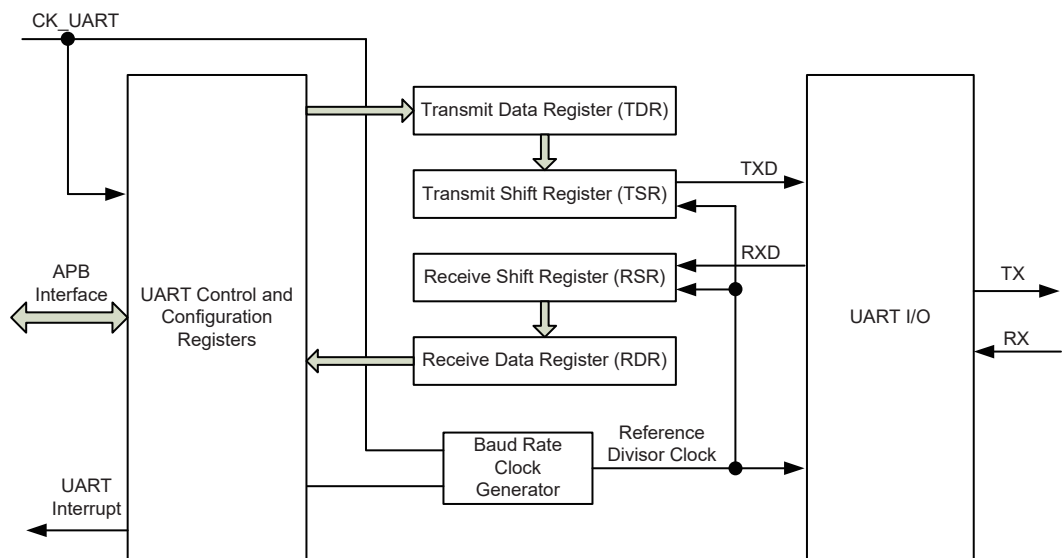 CK_UART
Transmit Data Register (TDR)
TXD
Transmit Shift Register (TSR)
RXD
Receive Shift Register (RSR)
APB
Interface
UART Control and
Configuration
Registers
TX
UART I/O
RX
Receive Data Register (RDR)
Baud Rate
Clock
Generator
Reference
Divisor Clock
UART
Interrupt